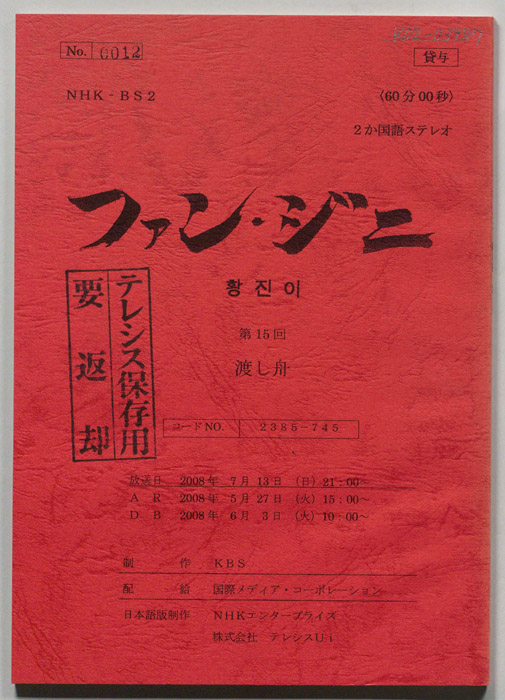 No. 0012
貸与
NHK-BS2
〈60分00秒〉
2か国語ステレオ
ファン・ジニ
황진이
第15回
渡し舟
テレシス保存用
要返却
コードNO. 2385-745
放送日 2008年 7月13日 (日) 21:00~
AR 2008年 5月27日 (火) 15:00~
DB 2008年 6月 3日 (火) 10:00~
制作 KBS
配給 国際メディア・コーポレーション
日本語版制作 NHKエンタープライズ
株式会社 テレシスUi